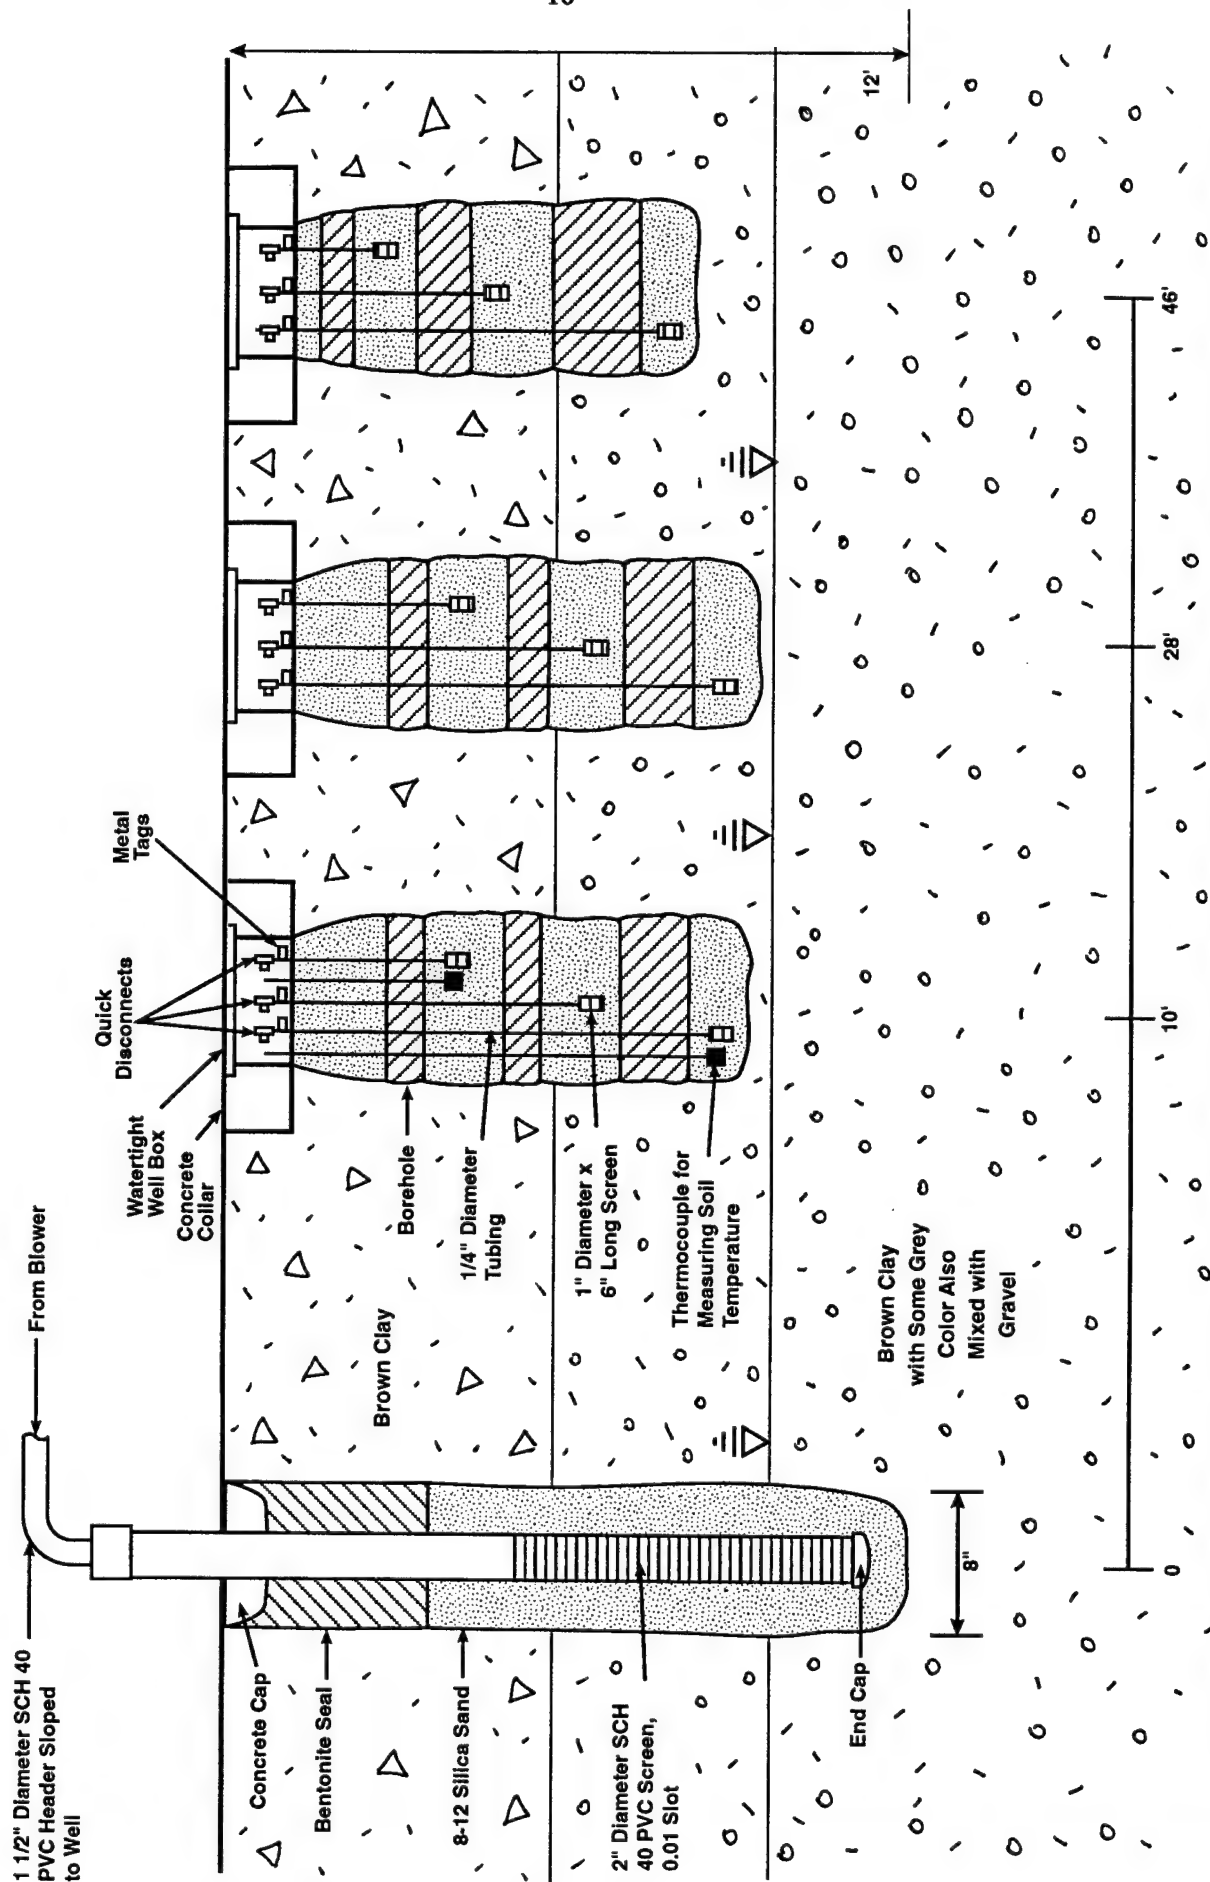 10
1 1/2" Diameter SCH 40
PVC Header Sloped
to Well
From Blower
Concrete Cap
Bentonite Seal
8-12 Silica Sand
2" Diameter SCH
40 PVC Screen,
0.01 Slot
End Cap
8"
Brown Clay
Watertight
Well Box
Concrete
Collar
Quick
Disconnects
Metal
Tags
Borehole
1/4" Diameter
Tubing
1" Diameter x
6" Long Screen
Thermocouple for
Measuring Soil
Temperature
Brown Clay
with Some Grey
Color Also
Mixed with
Gravel
12'
0
10'
28'
46'